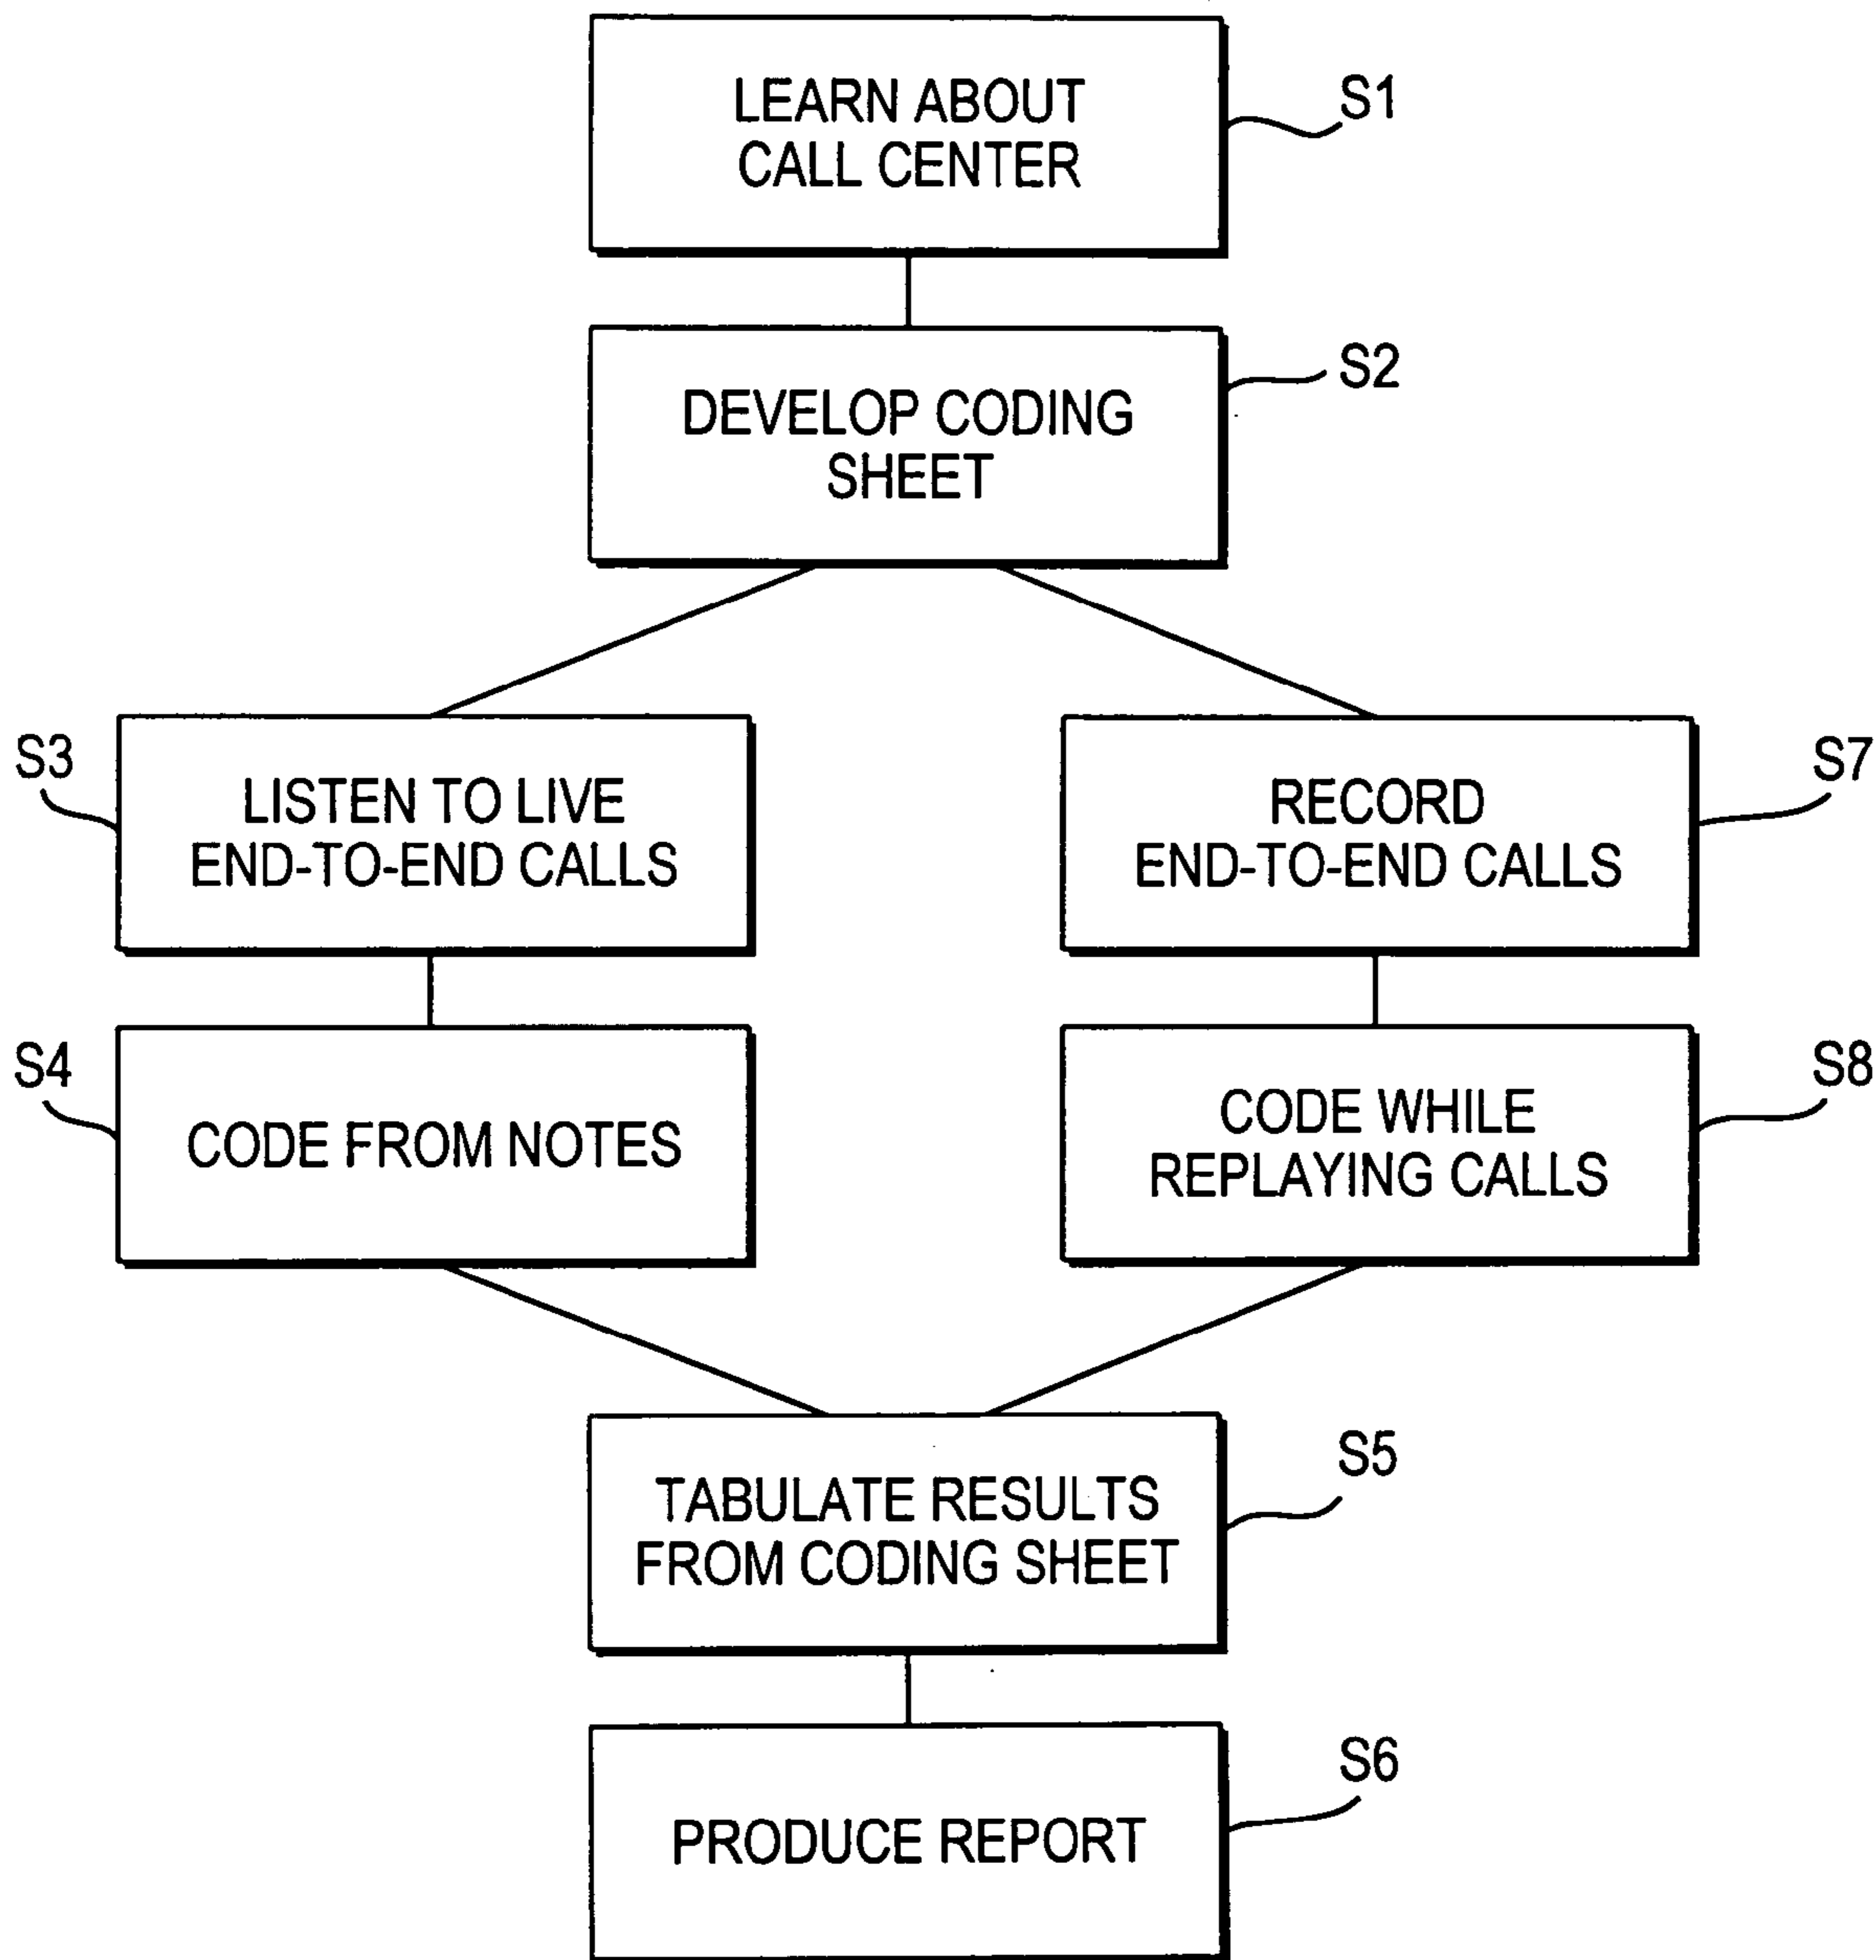 LEARN ABOUT
CALL CENTER
S1
DEVELOP CODING
SHEET
S2
S3
LISTEN TO LIVE
END-TO-END CALLS
RECORD
END-TO-END CALLS
S7
S4
CODE FROM NOTES
CODE WHILE
REPLAYING CALLS
S8
TABULATE RESULTS
FROM CODING SHEET
S5
PRODUCE REPORT
S6